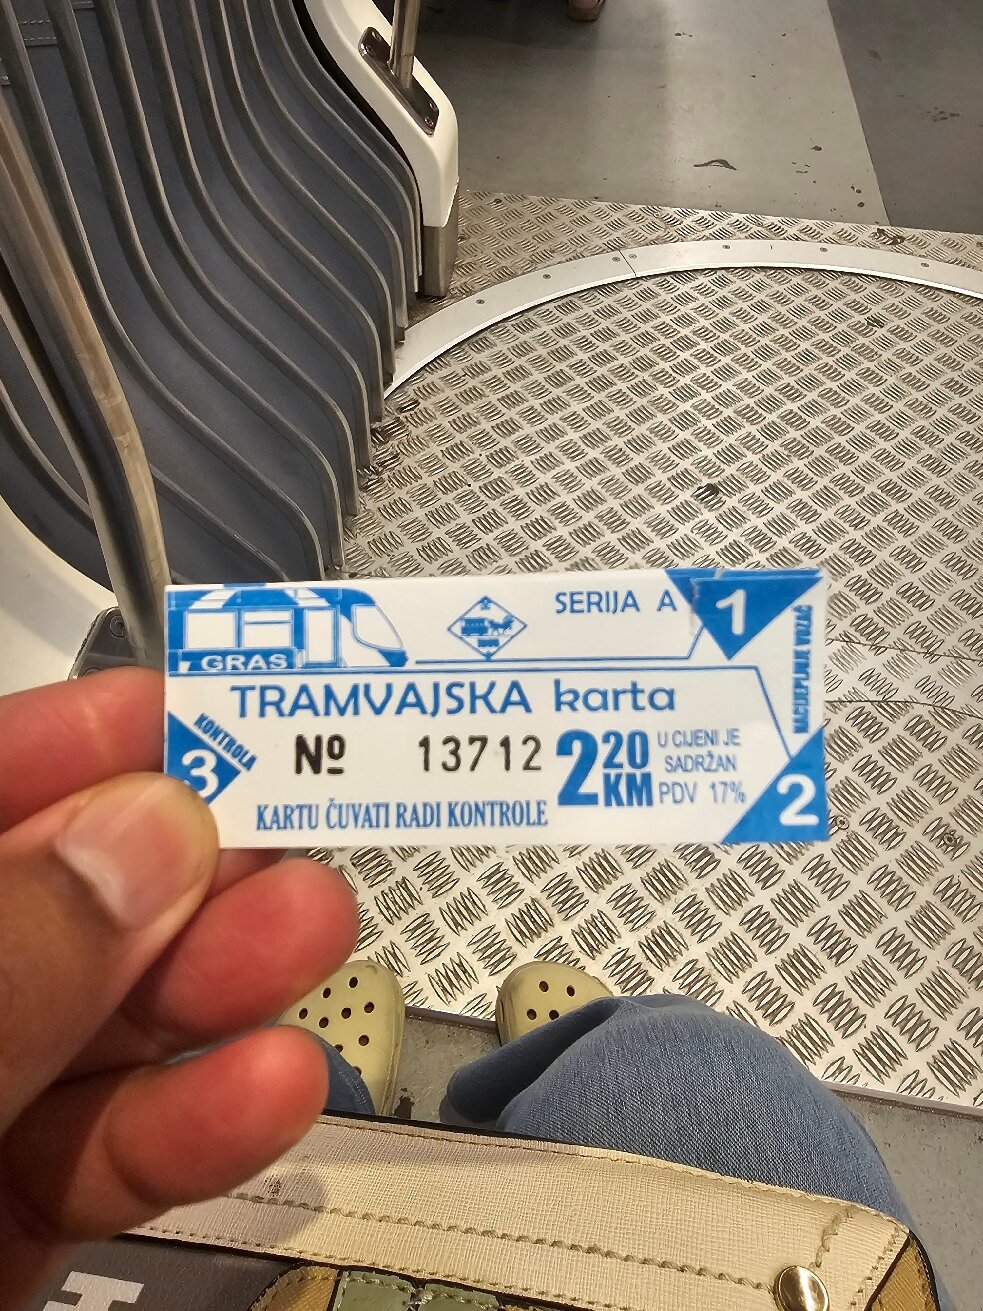 SERIJA A
1
GRAS
TRAMVAJSKA karta
KONTROLA
3
Nº 13712
2 20 KM
U CIJENI JE
SADRŽAN
PDV 17%
2
KARTU ČUVATI RADI KONTROLE